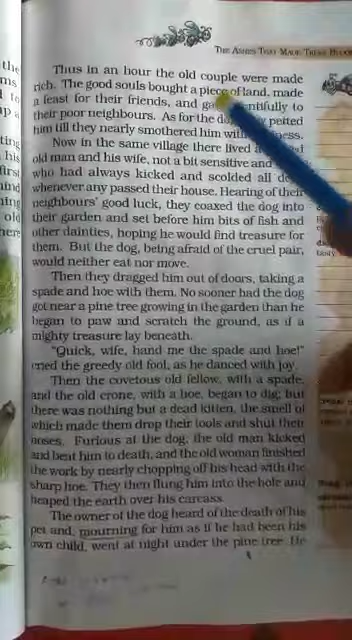 THE ASHES THAT MADE TREES
Thus in an hour the old couple were made
rich. The good souls bought a piece of land, made
a feast for their friends, and plentifully to
their poor neighbours. As for the petted
him till they nearly smothered him with
Now in the same village there lived a
old man and his wife, not a bit sensitive and
who had always kicked and scolded all
whenever any passed their house. Hearing of their
neighbours' good luck, they coaxed the dog into
their garden and set before him bits of fish and
other dainties, hoping he would find treasure for
them. But the dog, being afraid of the cruel pair,
would neither eat nor move.
Then they dragged him out of doors, taking a
spade and hoe with them. No sooner had the dog
got near a pine tree growing in the garden than he
began to paw and scratch the ground, as if a
mighty treasure lay beneath.
"Quick, wife, hand me the spade and hoe!"
cried the greedy old fool, as he danced with joy.
Then the covetous old fellow, with a spade,
and the old crone, with a hoe, began to dig; but
there was nothing but a dead kitten, the smell of
which made them drop their tools and shut their
noses. Furious at the dog, the old man kicked
and beat him to death, and the old woman finished
the work by nearly chopping off his head with the
sharp hoe. They then flung him into the hole and
heaped the earth over his carcass.
The owner of the dog heard of the death of his
pet and, mourning for him as if he had been his
own child, went at night under the pine tree. He